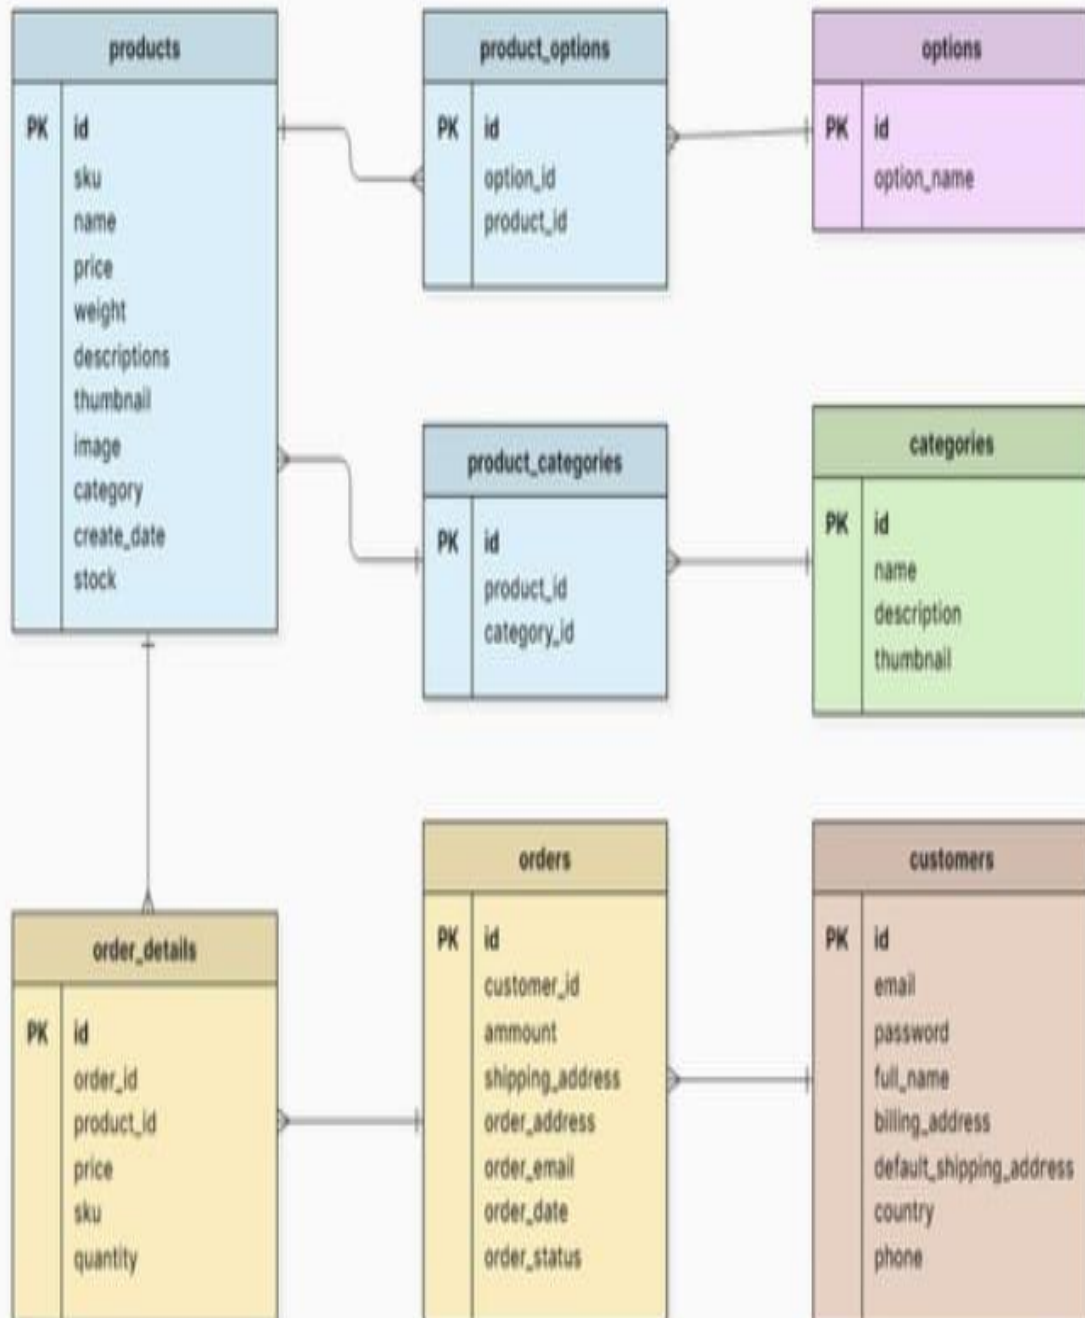 products
PK id
sku
name
price
weight
descriptions
thumbnail
image
category
create_date
stock
product_options
PK id
option_id
product_id
options
PK id
option_name
product_categories
PK id
product_id
category_id
categories
PK id
name
description
thumbnail
order_details
PK id
order_id
product_id
price
sku
quantity
orders
PK id
customer_id
ammount
shipping_address
order_address
order_email
order_date
order_status
customers
PK id
email
password
full_name
billing_address
default_shipping_address
country
phone